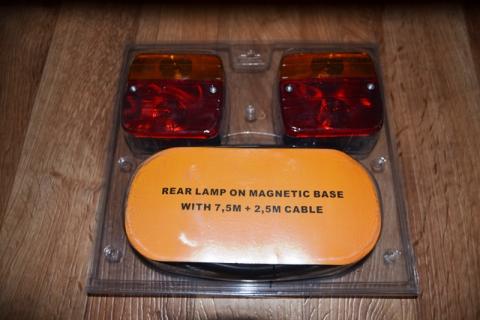 REAR LAMP ON MAGNETIC BASE
WITH 7,5M + 2,5M CABLE